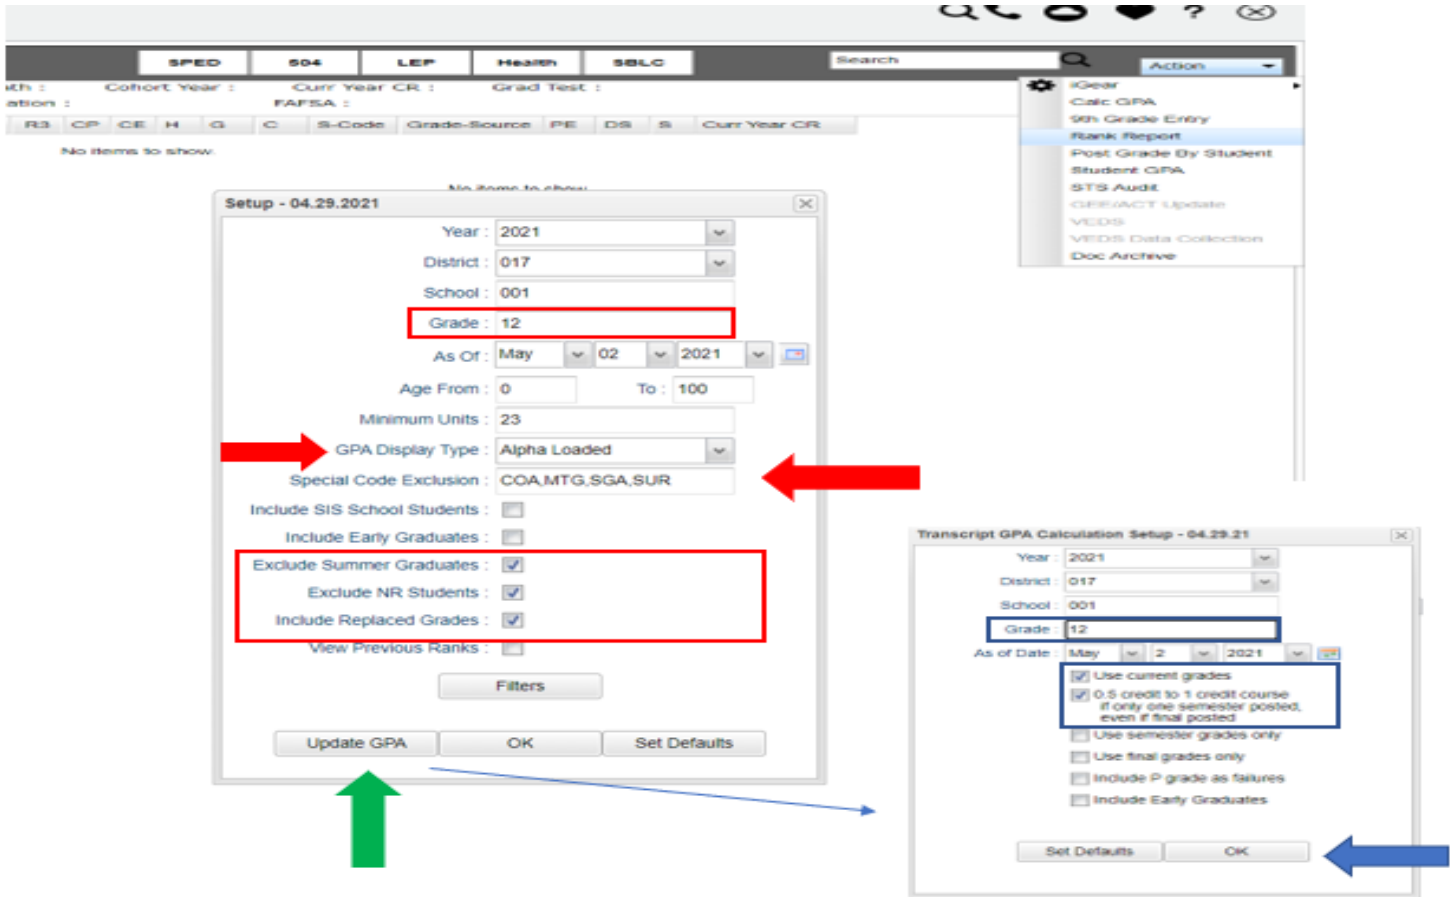 ?
SPED 504 LEP Health SBLC Search Action
Cohort Year : Curr Year CR : Grad Test :
ation : FAFSA :
R3 CP CE H G C S-Code Grade-Source PE DS S Curr Year CR
No items to show.
No items to show
iGear
Calc GPA
9th Grade Entry
Rank Report
Post Grade By Student
Student GPA
STS Audit
GEE/ACT Update
VEDS
VEDS Data Collection
Doc Archive
Setup - 04.29.2021
Year : 2021
District : 017
School : 001
Grade : 12
As Of : May 02 2021
Age From : 0 To : 100
Minimum Units : 23
GPA Display Type : Alpha Loaded
Special Code Exclusion : COA,MTG,SGA,SUR
Include SIS School Students :
Include Early Graduates :
Exclude Summer Graduates :
Exclude NR Students :
Include Replaced Grades :
View Previous Ranks :
Filters
Update GPA OK Set Defaults
Transcript GPA Calculation Setup - 04.29.21
Year : 2021
District : 017
School : 001
Grade : 12
As of Date : May 2 2021
Use current grades
0.5 credit to 1 credit course
if only one semester posted,
even if final posted
Use semester grades only
Use final grades only
Include P grade as failures
Include Early Graduates
Set Defaults OK